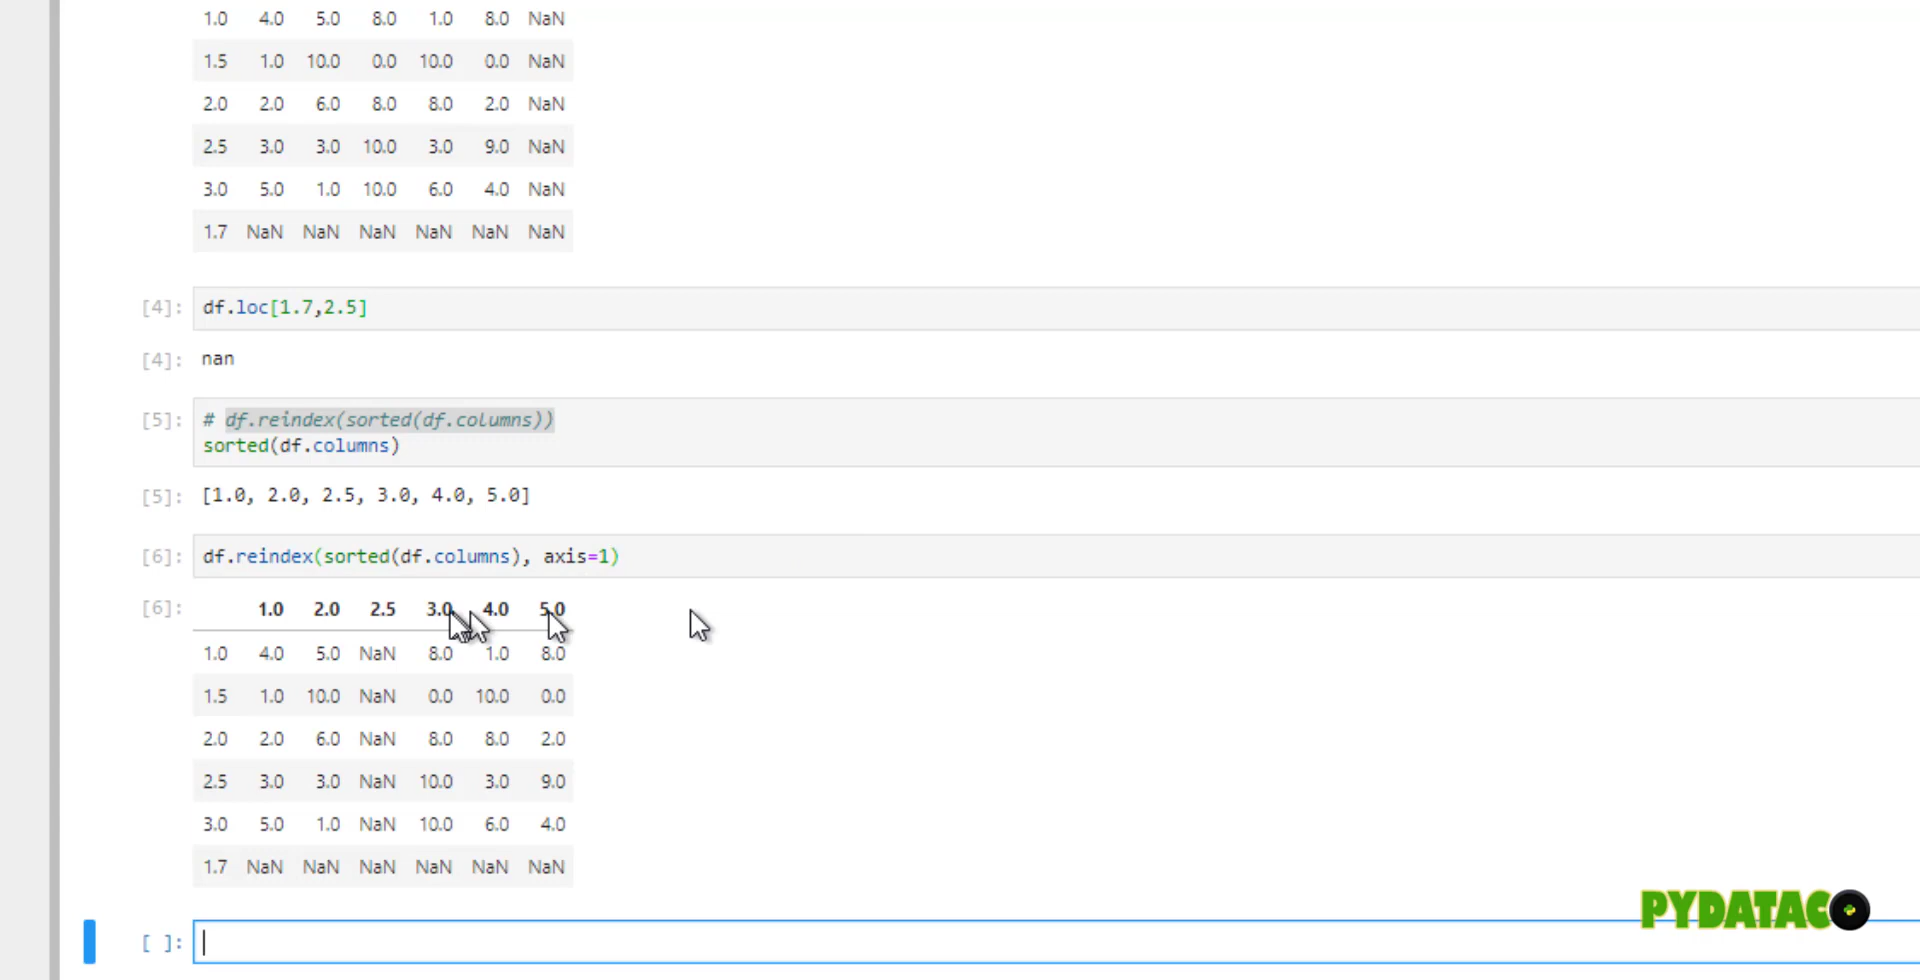 1.0 4.0 5.0 8.0 1.0 8.0 NaN
1.5 1.0 10.0 0.0 10.0 0.0 NaN
2.0 2.0 6.0 8.0 8.0 2.0 NaN
2.5 3.0 3.0 10.0 3.0 9.0 NaN
3.0 5.0 1.0 10.0 6.0 4.0 NaN
1.7 NaN NaN NaN NaN NaN NaN
[4]: df.loc[1.7,2.5]
[4]: nan
[5]: # df.reindex(sorted(df.columns))
sorted(df.columns)
[5]: [1.0, 2.0, 2.5, 3.0, 4.0, 5.0]
[6]: df.reindex(sorted(df.columns), axis=1)
[6]: 1.0 2.0 2.5 3.0 4.0 5.0
1.0 4.0 5.0 NaN 8.0 1.0 8.0
1.5 1.0 10.0 NaN 0.0 10.0 0.0
2.0 2.0 6.0 NaN 8.0 8.0 2.0
2.5 3.0 3.0 NaN 10.0 3.0 9.0
3.0 5.0 1.0 NaN 10.0 6.0 4.0
1.7 NaN NaN NaN NaN NaN NaN
PYDATACO
[ ]: